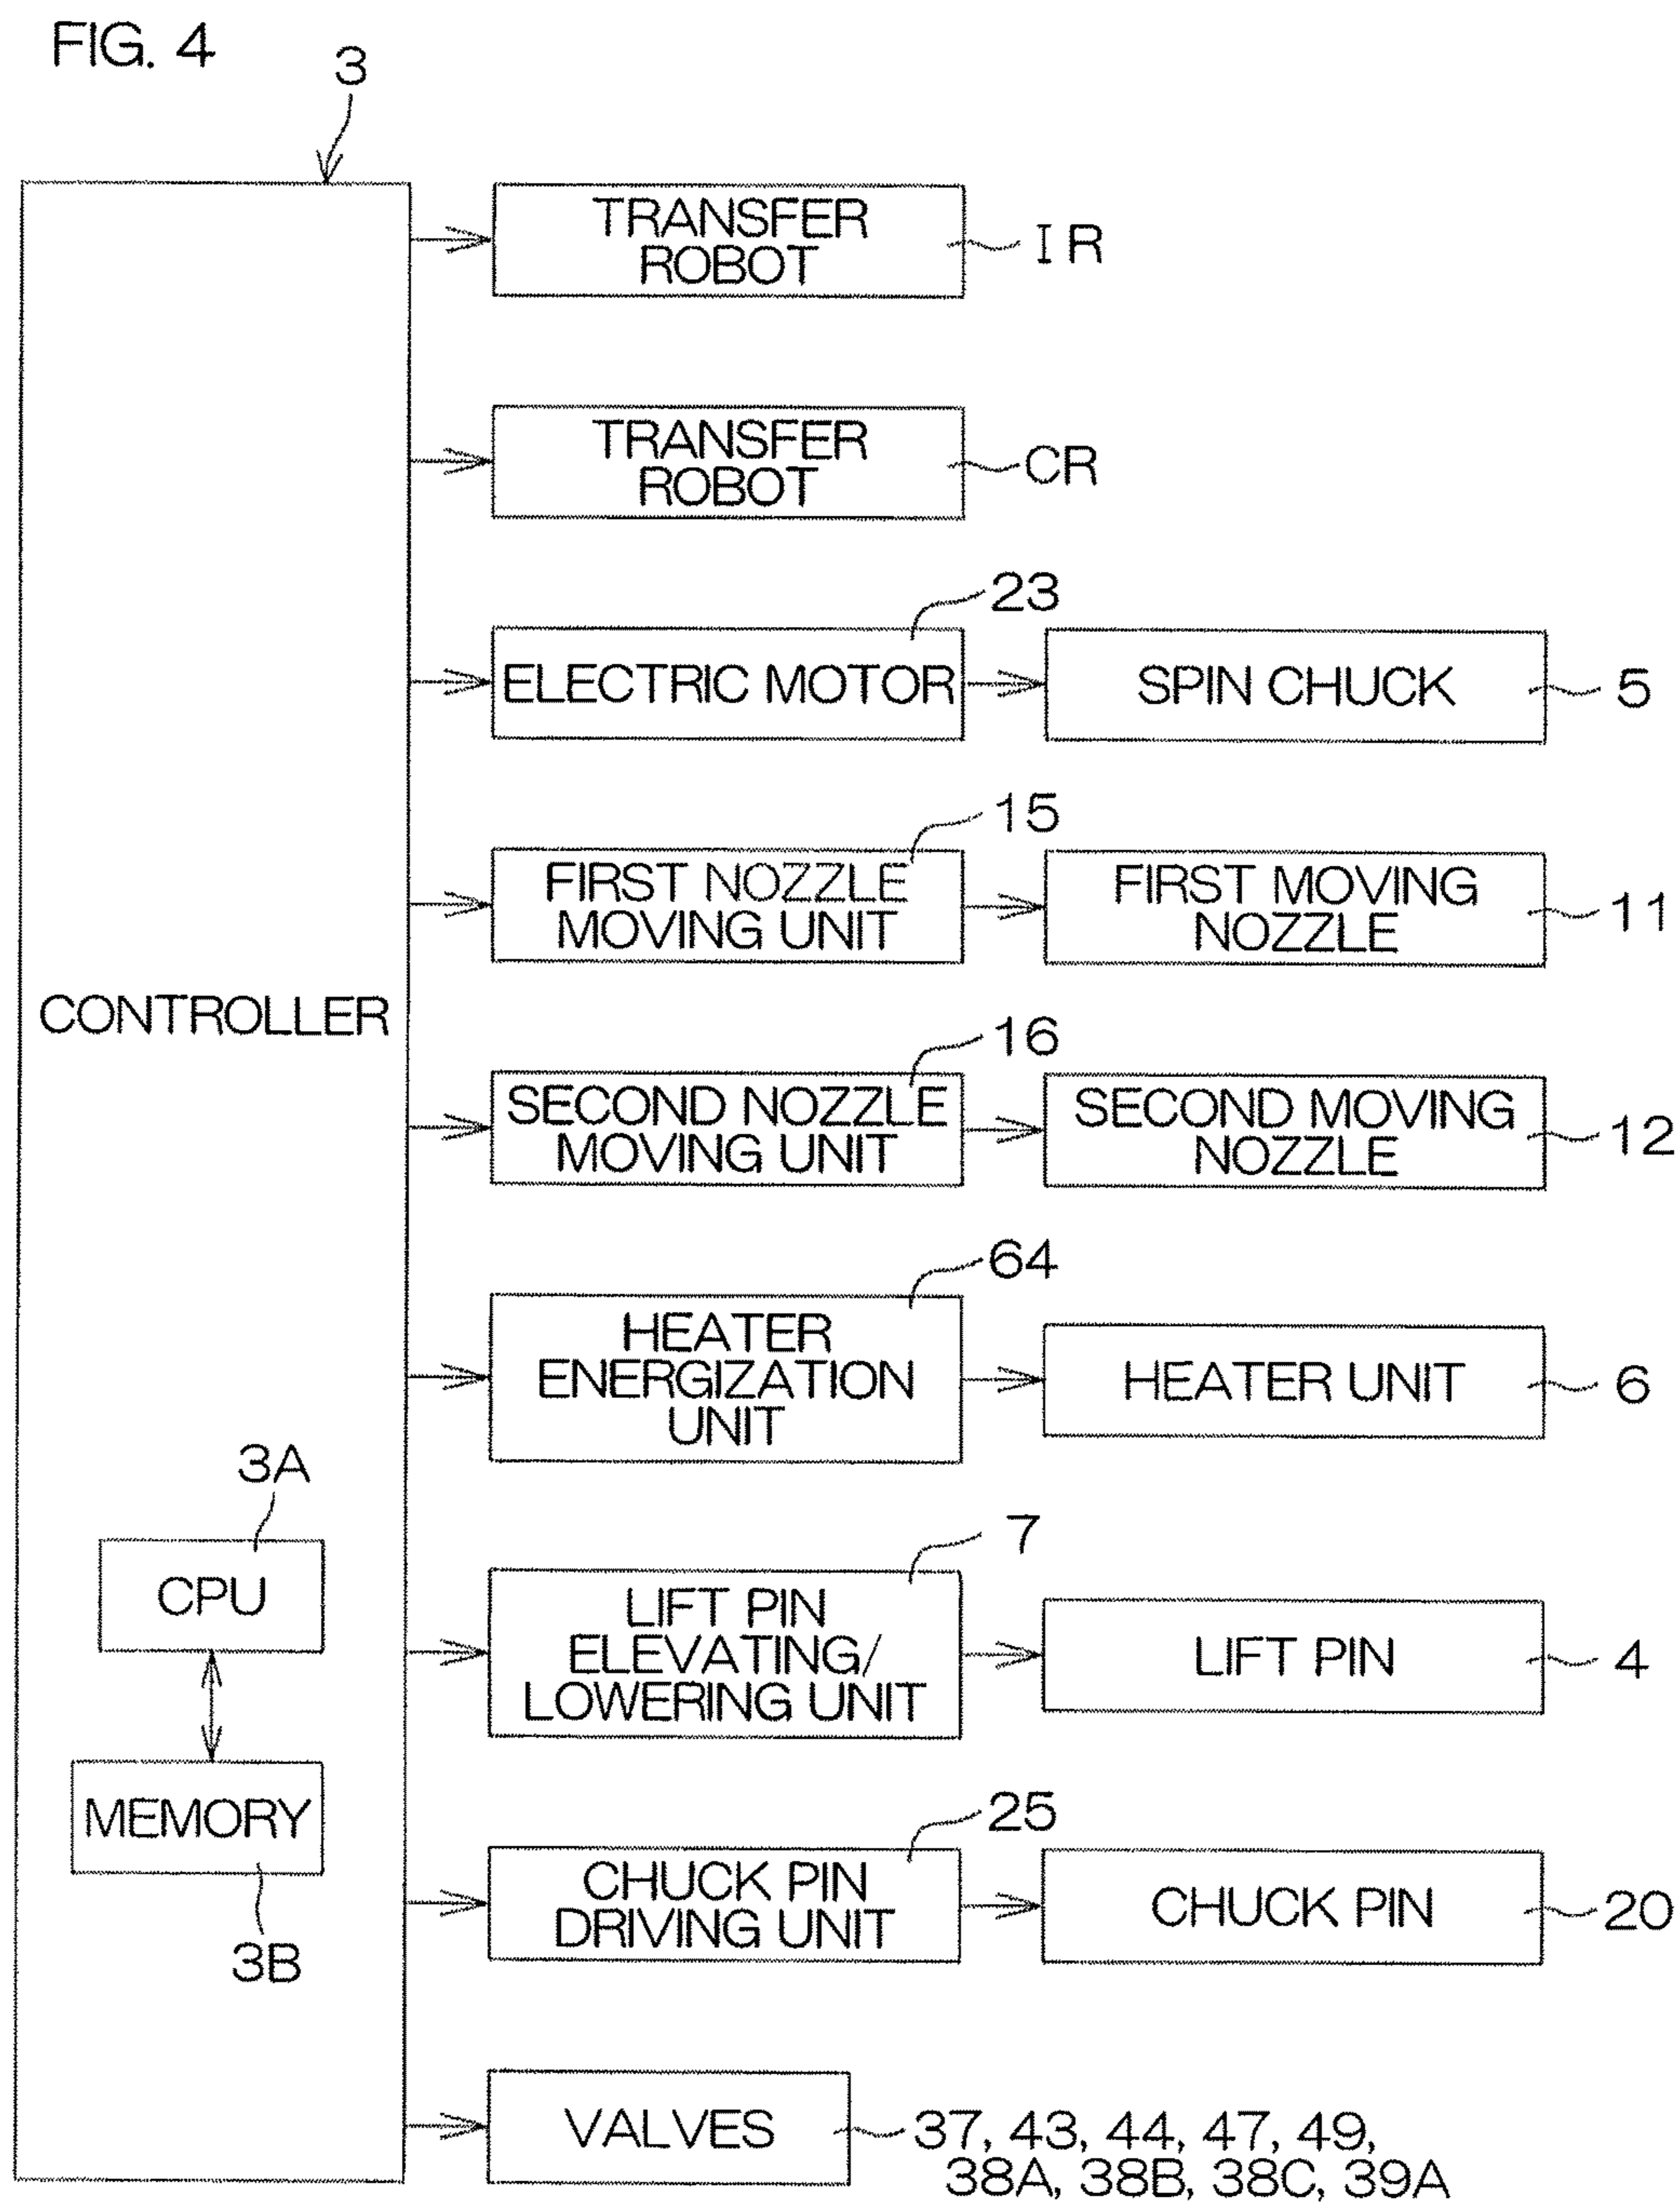 FIG. 4
3
TRANSFER
ROBOT
IR
TRANSFER
ROBOT
CR
23
ELECTRIC MOTOR
SPIN CHUCK
5
15
FIRST NOZZLE
MOVING UNIT
FIRST MOVING
NOZZLE
11
CONTROLLER
16
SECOND NOZZLE
MOVING UNIT
SECOND MOVING
NOZZLE
12
64
HEATER
ENERGIZATION
UNIT
HEATER UNIT
6
3A
CPU
7
LIFT PIN
ELEVATING/
LOWERING UNIT
LIFT PIN
4
MEMORY
3B
25
CHUCK PIN
DRIVING UNIT
CHUCK PIN
20
VALVES
37, 43, 44, 47, 49,
38A, 38B, 38C, 39A